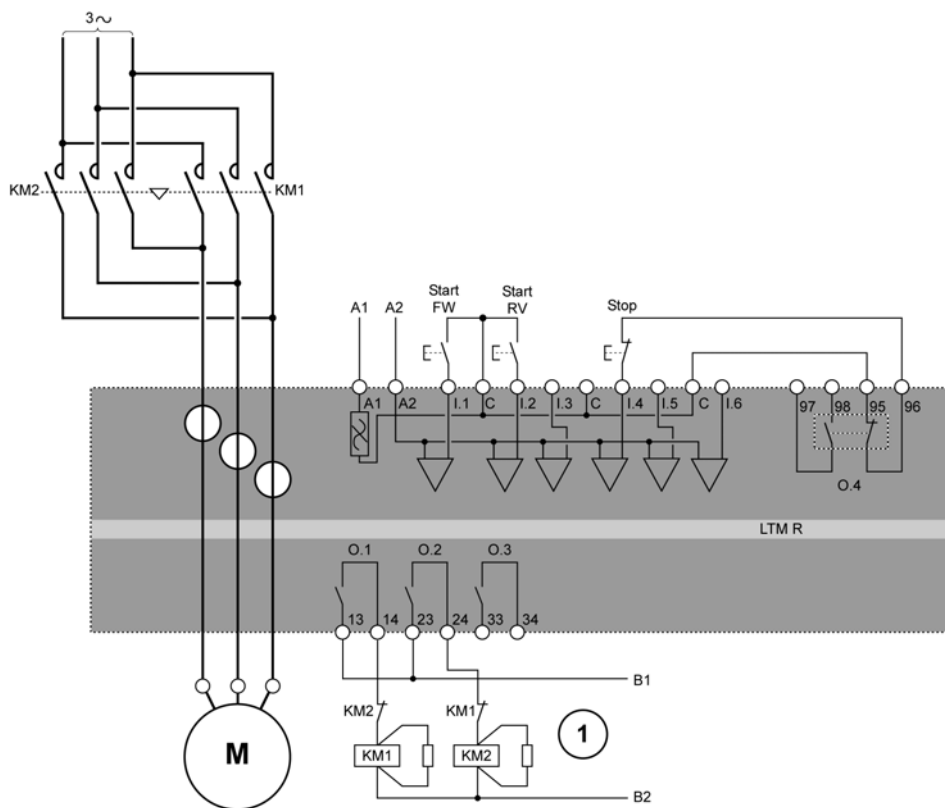 3∼
KM2
KM1
A1
A2
Start
FW
Start
RV
Stop
A1
A2
I.1
C
I.2
I.3
C
I.4
I.5
C
I.6
97
98
95
96
O.4
LTM R
O.1
O.2
O.3
13
14
23
24
33
34
B1
KM2
KM1
1
KM1
KM2
M
B2